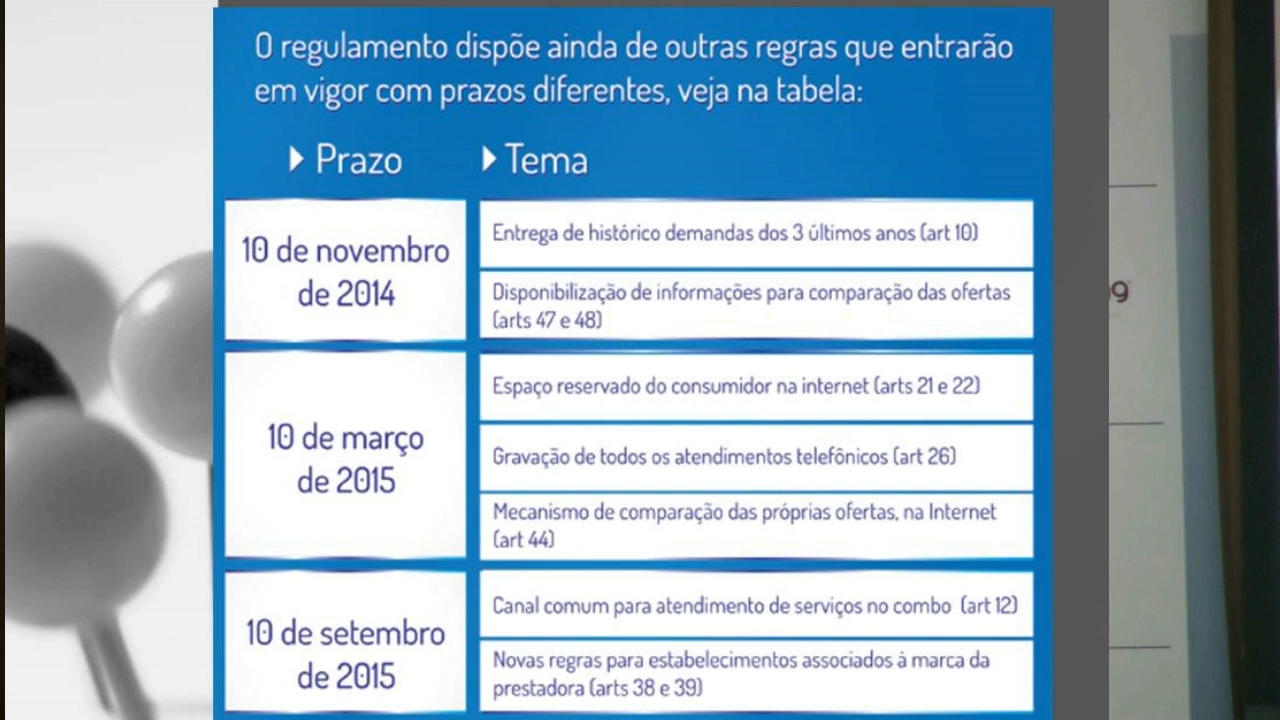 O regulamento dispõe ainda de outras regras que entrarão
em vigor com prazos diferentes, veja na tabela:
Prazo
Tema
10 de novembro
de 2014
Entrega de histórico demandas dos 3 últimos anos (art 10)
Disponibilização de informações para comparação das ofertas
(arts 47 e 48)
10 de março
de 2015
Espaço reservado do consumidor na internet (arts 21 e 22)
Gravação de todos os atendimentos telefônicos (art 26)
Mecanismo de comparação das próprias ofertas, na Internet
(art 44)
10 de setembro
de 2015
Canal comum para atendimento de serviços no combo (art 12)
Novas regras para estabelecimentos associados à marca da
prestadora (arts 38 e 39)